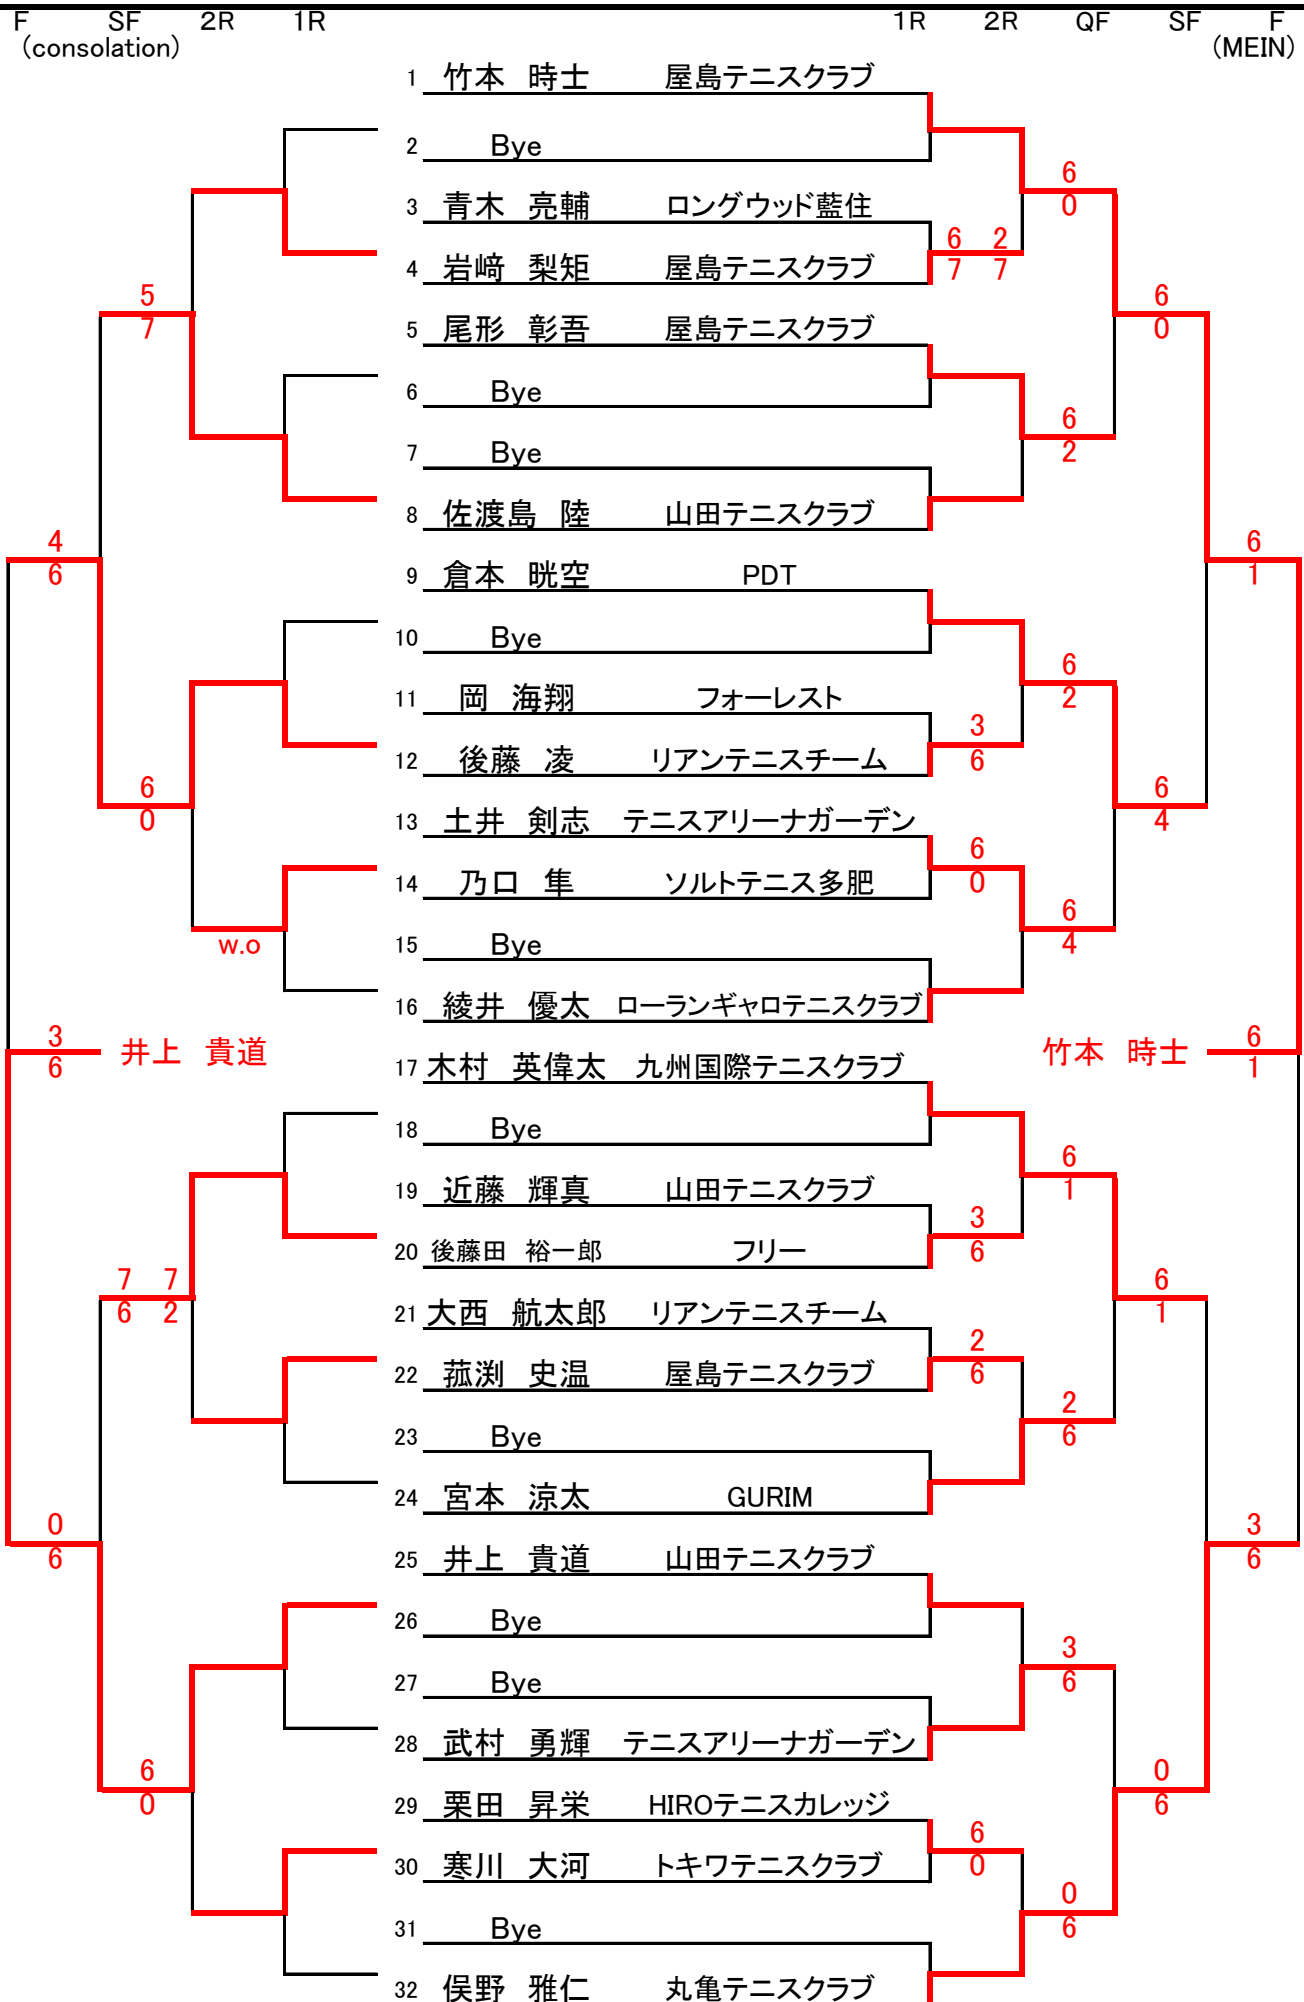 F SF 2R 1R 1R 2R QF SF F
(consolation) (MEIN)
1 竹本 時士 屋島テニスクラブ
2 Bye
6
0
3 青木 亮輔 ロングウッド藍住
6 2
7 7
4 岩﨑 梨矩 屋島テニスクラブ
5
7
6
0
5 尾形 彰吾 屋島テニスクラブ
6 Bye
6
2
7 Bye
8 佐渡島 陸 山田テニスクラブ
4
6
6
1
9 倉本 晄空 PDT
10 Bye
6
2
11 岡 海翔 フォーレスト
3
6
12 後藤 凌 リアンテニスチーム
6
0
6
4
13 土井 剣志 テニスアリーナガーデン
6
0
14 乃口 隼 ソルトテニス多肥
6
4
w.o
15 Bye
16 綾井 優太 ローランギャロテニスクラブ
3
6
井上 貴道
竹本 時士
6
1
17 木村 英偉太 九州国際テニスクラブ
18 Bye
6
1
19 近藤 輝真 山田テニスクラブ
3
6
20 後藤田 裕一郎 フリー
7 7
6 2
6
1
21 大西 航太郎 リアンテニスチーム
2
6
22 菰渕 史温 屋島テニスクラブ
2
6
23 Bye
24 宮本 涼太 GURIM
0
6
3
6
25 井上 貴道 山田テニスクラブ
26 Bye
3
6
27 Bye
28 武村 勇輝 テニスアリーナガーデン
6
0
0
6
29 栗田 昇栄 HIROテニスカレッジ
6
0
30 寒川 大河 トキワテニスクラブ
0
6
31 Bye
32 俣野 雅仁 丸亀テニスクラブ